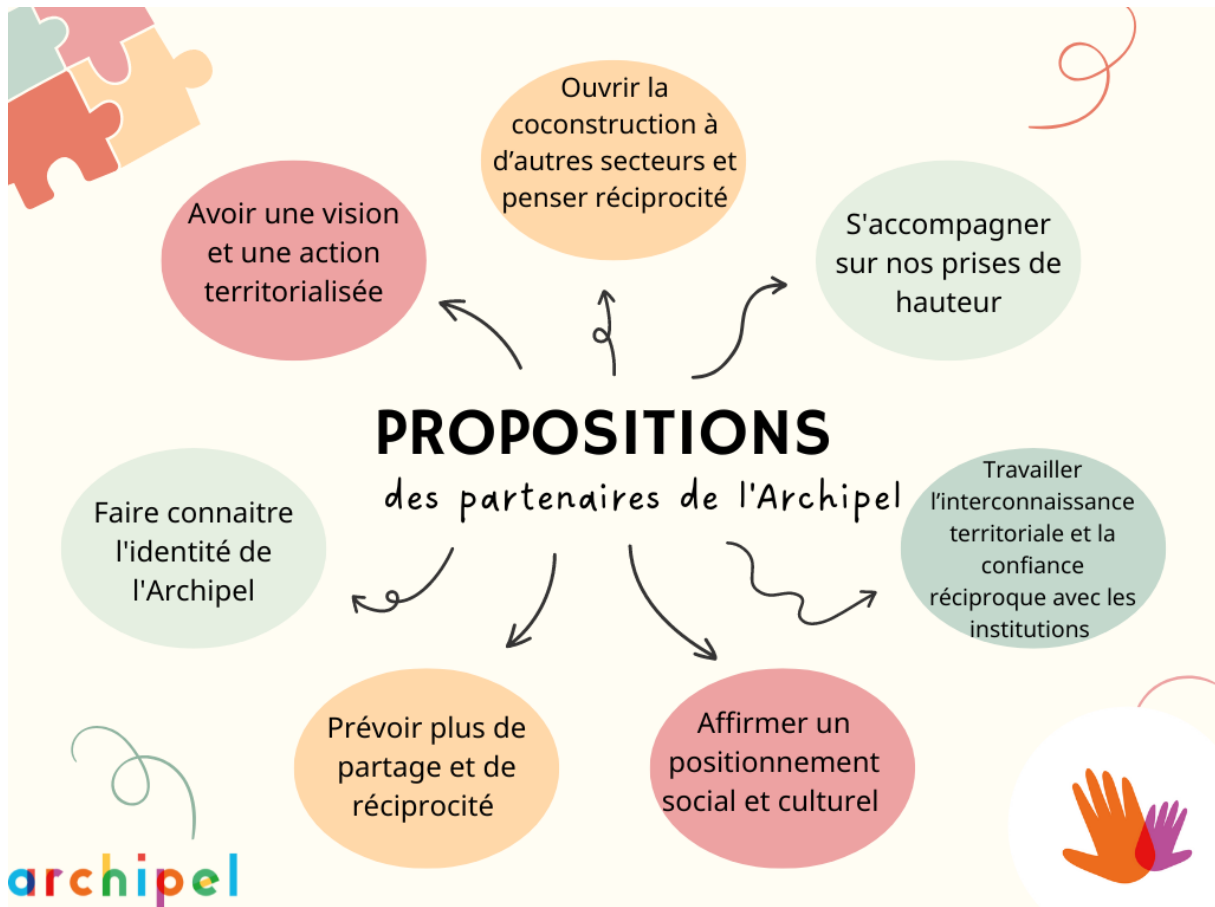 Ouvrir la
coconstruction à
d’autres secteurs et
penser réciprocité
Avoir une vision
et une action
territorialisée
S'accompagner
sur nos prises de
hauteur
PROPOSITIONS
des partenaires de l'Archipel
Faire connaitre
l'identité de
l'Archipel
Travailler
l’interconnaissance
territoriale et la
confiance
réciproque avec les
institutions
Prévoir plus de
partage et de
réciprocité
Affirmer un
positionnement
social et culturel
archipel